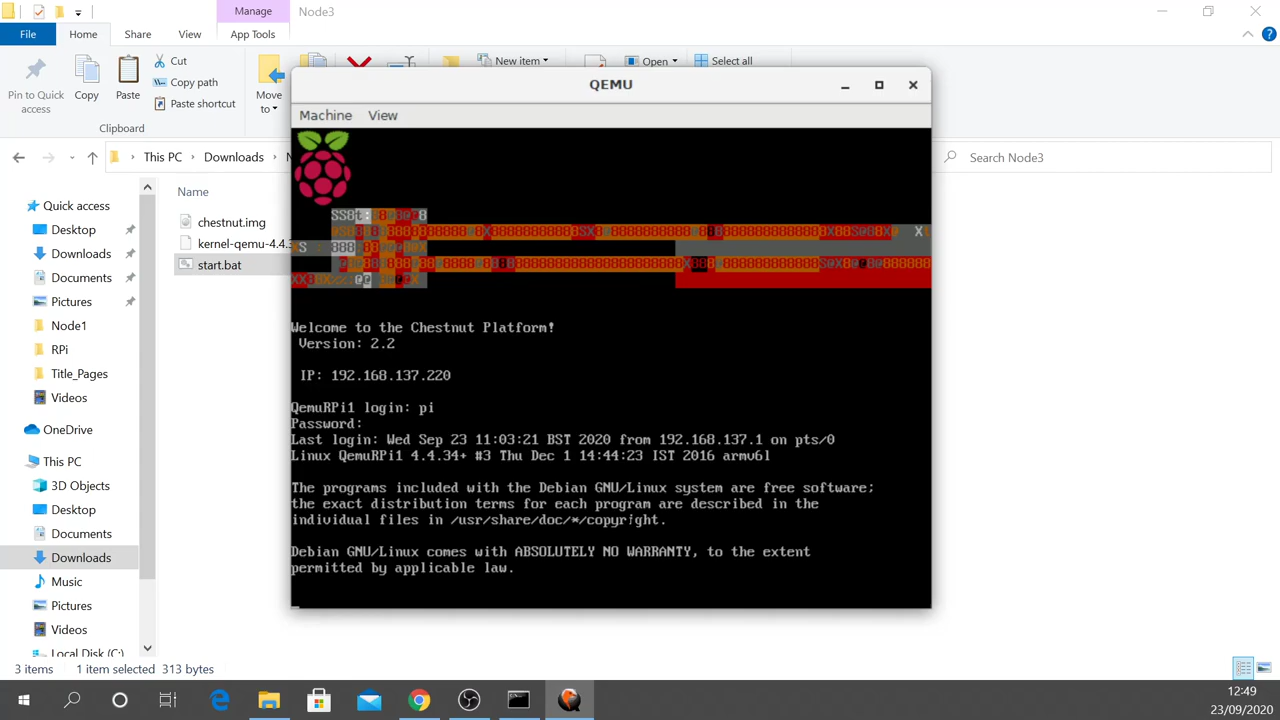 Manage
Node3
File
Home
Share
View
App Tools
Pin to Quick access
Copy
Paste
Cut
Copy path
Paste shortcut
Clipboard
Move to
New item
Open
Select all
QEMU
Machine View
This PC
Downloads
Search Node3
Name
Quick access
Desktop
Downloads
Documents
Pictures
Node1
RPi
Title_Pages
Videos
OneDrive
This PC
3D Objects
Desktop
Documents
Downloads
Music
Pictures
Videos
Local Disk (C:)
chestnut.img
kernel-qemu-4.4.3
start.bat
Welcome to the Chestnut Platform!
Version: 2.2
IP: 192.168.137.220
QemuRPi1 login: pi
Password:
Last login: Wed Sep 23 11:03:21 BST 2020 from 192.168.137.1 on pts/0
Linux QemuRPi1 4.4.34+ #3 Thu Dec 1 14:44:23 IST 2016 armv6l
The programs included with the Debian GNU/Linux system are free software;
the exact distribution terms for each program are described in the
individual files in /usr/share/doc/*/copyright.
Debian GNU/Linux comes with ABSOLUTELY NO WARRANTY, to the extent
permitted by applicable law.
3 items
1 item selected 313 bytes
12:49
23/09/2020